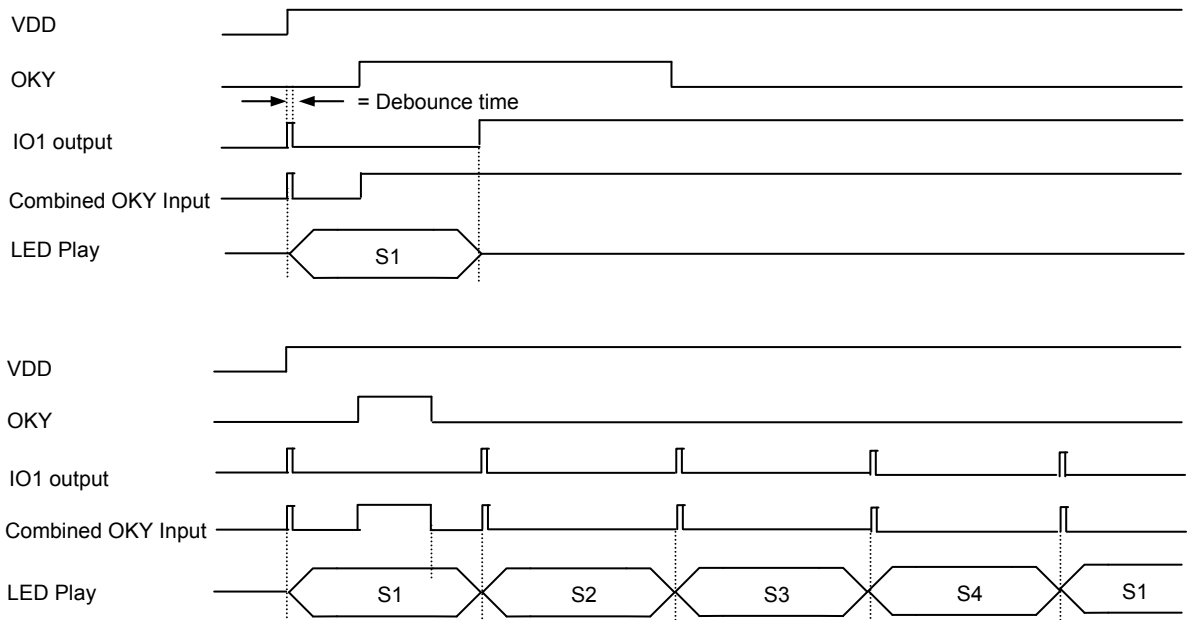 VDD
OKY
= Debounce time
IO1 output
Combined OKY Input
LED Play
S1
VDD
OKY
IO1 output
Combined OKY Input
LED Play
S1
S2
S3
S4
S1